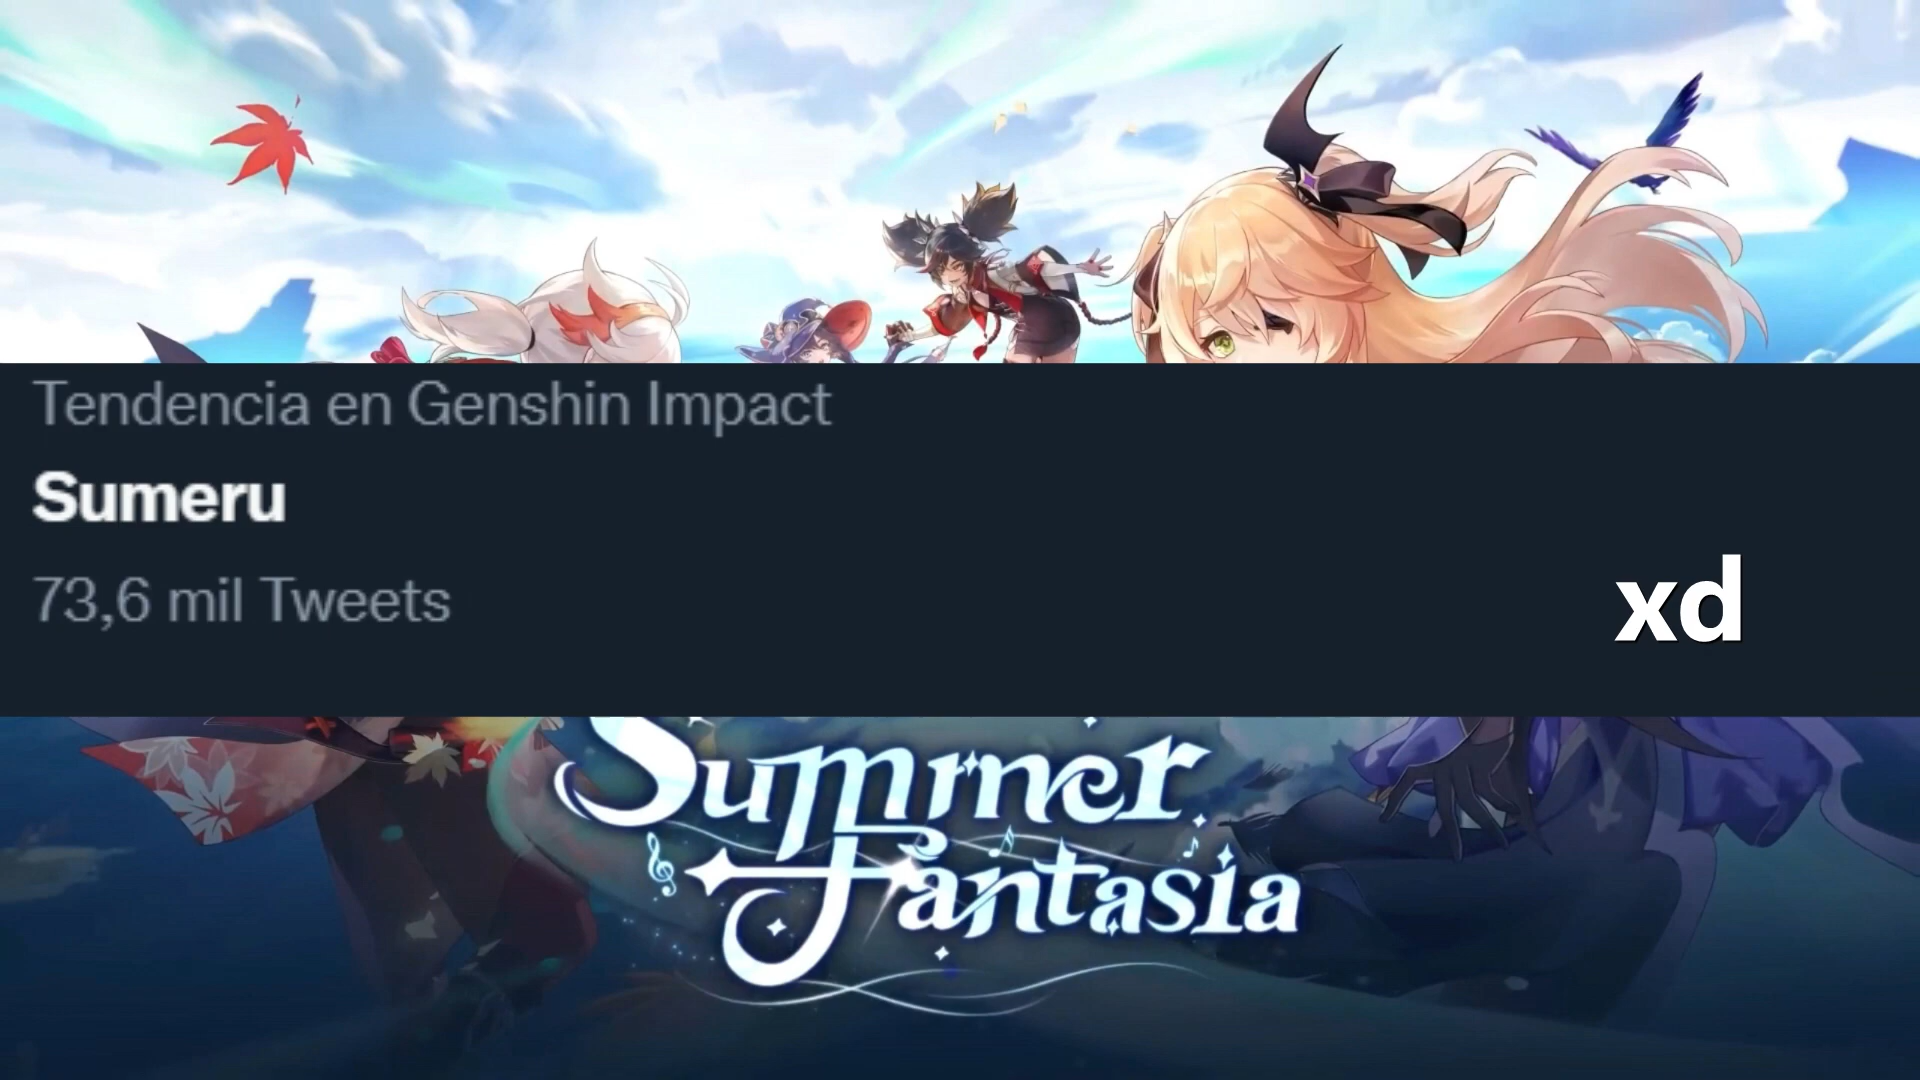 Tendencia en Genshin Impact
Sumeru
73,6 mil Tweets
xd
Summer
Fantasia